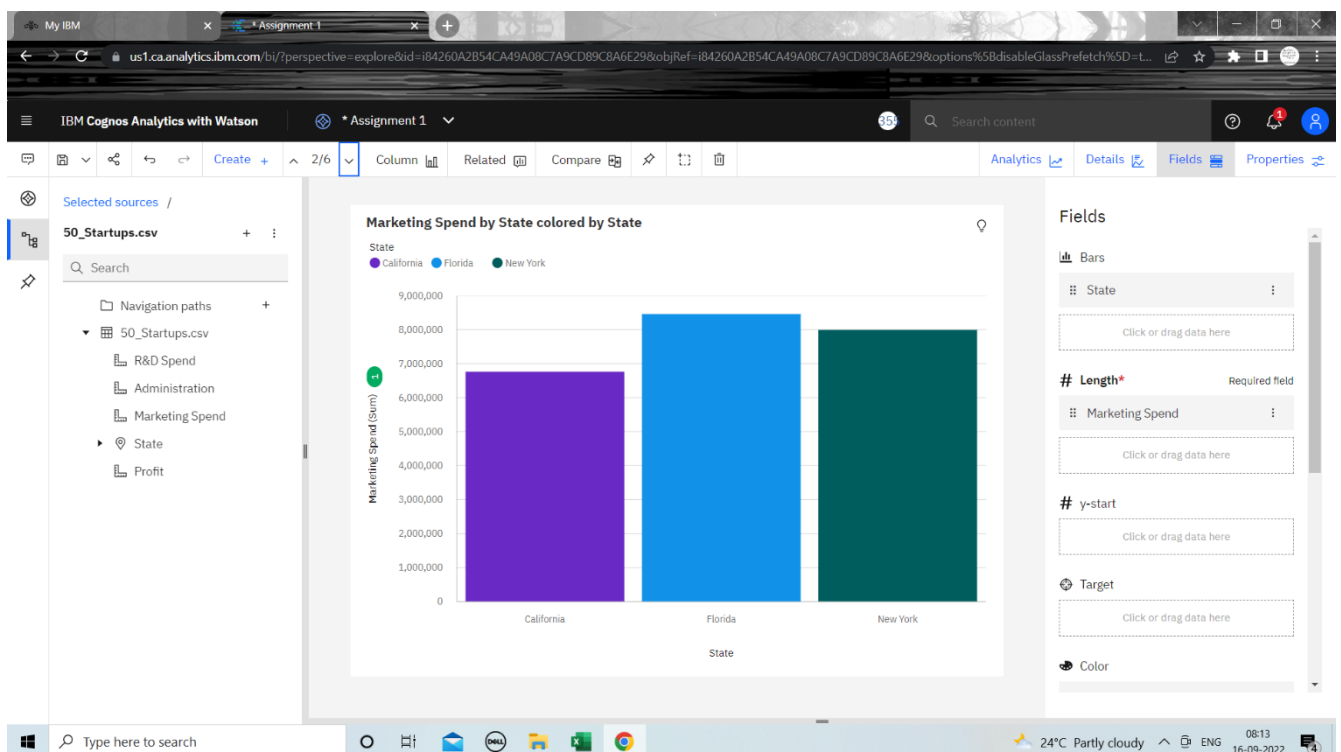 My IBM
* Assignment 1
us1.ca.analytics.ibm.com/bi/?perspective=explore&id=i84260A2B54CA49A08C7A9CD89C8A6E29&objRef=i84260A2B54CA49A08C7A9CD89C8A6E29&options%5BdisableGlassPrefetch%5D=t...
IBM Cognos Analytics with Watson
* Assignment 1
Search content
1
Create +
2/6
Column
Related
Compare
Analytics
Details
Fields
Properties
Selected sources /
50_Startups.csv
Search
Navigation paths
50_Startups.csv
R&D Spend
Administration
Marketing Spend
State
Profit
Marketing Spend by State colored by State
State
California Florida New York
9,000,000
8,000,000
7,000,000
6,000,000
5,000,000
4,000,000
3,000,000
2,000,000
1,000,000
0
Marketing Spend (Sum)
1
California Florida New York
State
Fields
Bars
State
Click or drag data here
# Length* Required field
Marketing Spend
Click or drag data here
# y-start
Click or drag data here
Target
Click or drag data here
Color
Type here to search
DELL
24°C Partly cloudy
ENG
08:13
16-09-2022
4